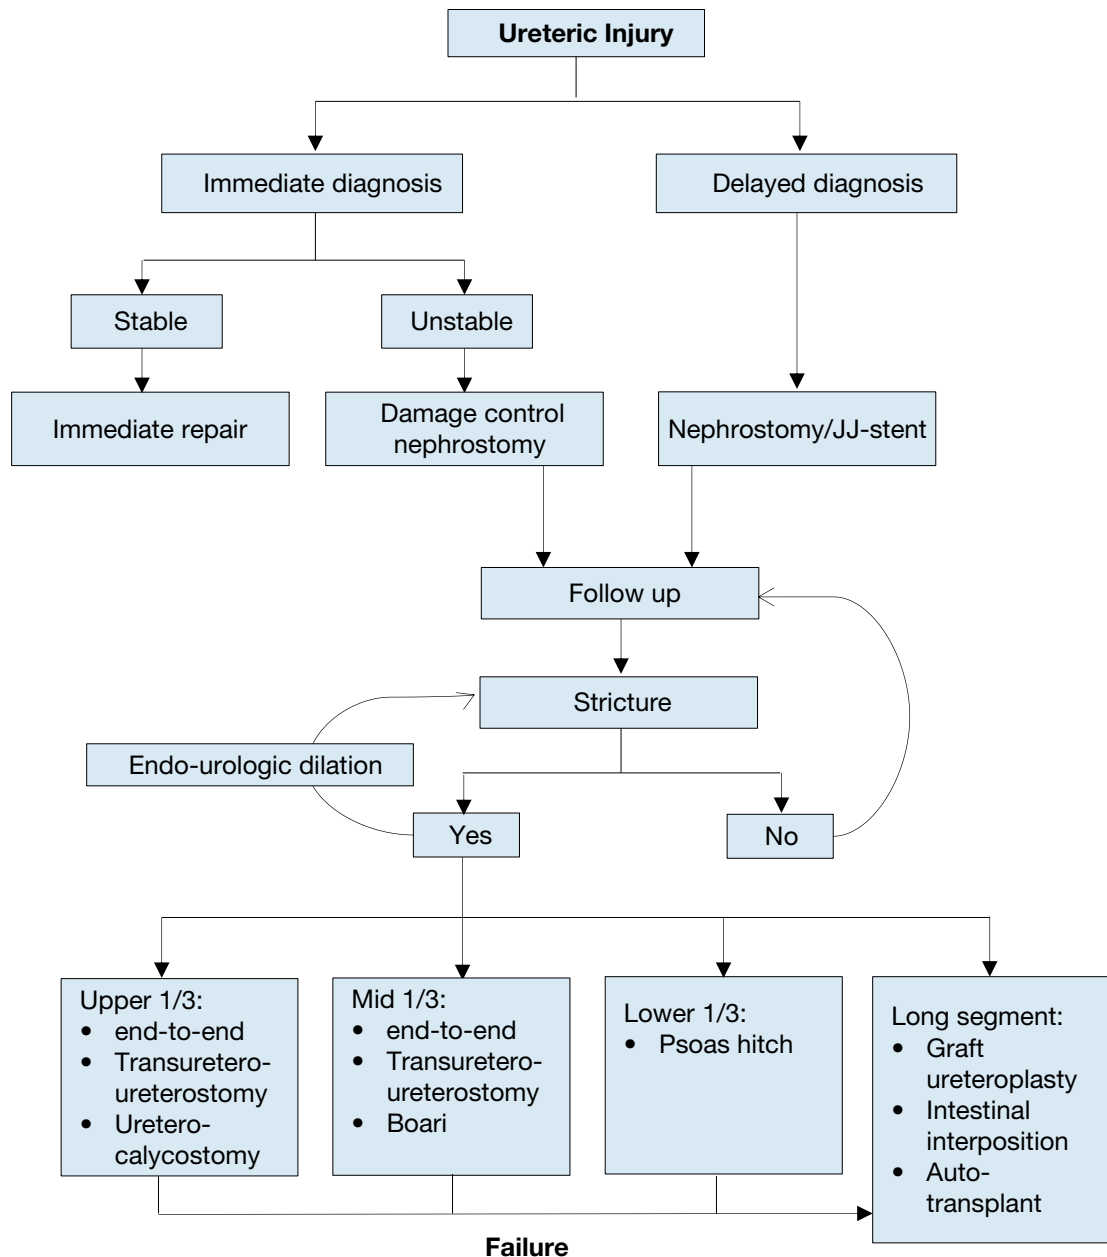 Ureteric Injury
Immediate diagnosis
Delayed diagnosis
Stable
Unstable
Immediate repair
Damage control
nephrostomy
Nephrostomy/JJ-stent
Follow up
Stricture
Endo-urologic dilation
Yes
No
Upper 1/3:
• end-to-end
• Transuretero-
ureterostomy
• Uretero-
calycostomy
Mid 1/3:
• end-to-end
• Transuretero-
ureterostomy
• Boari
Lower 1/3:
• Psoas hitch
Long segment:
• Graft
ureteroplasty
• Intestinal
interposition
• Auto-
transplant
Failure